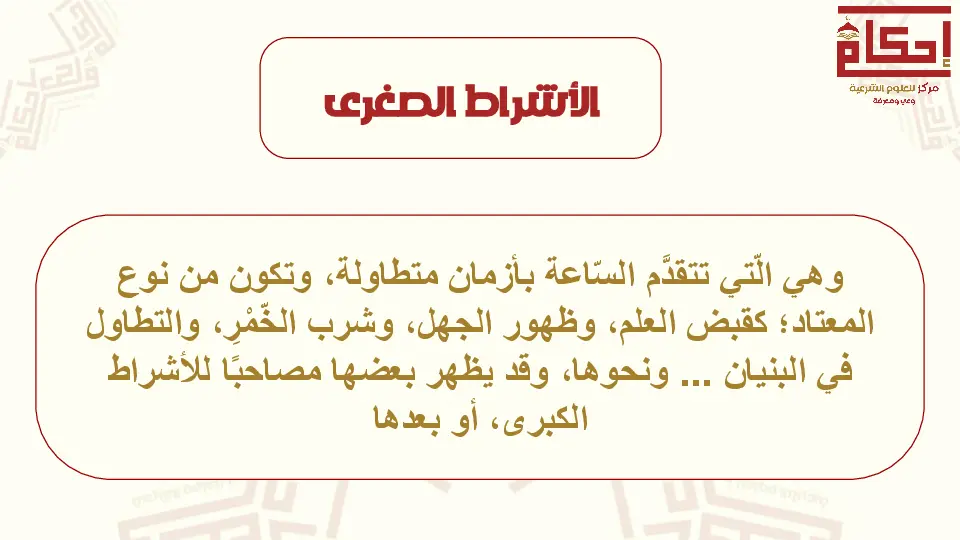 إحكام
مركز للعلوم الشرعية
وعي ومعرفة
الأشراط الصغرى
وهي الّتي تتقدَّم السّاعة بأزمان متطاولة، وتكون من نوع
المعتاد؛ كقبض العلم، وظهور الجهل، وشرب الخّمْرِ، والتطاول
في البنيان ... ونحوها، وقد يظهر بعضها مصاحبًا للأشراط
الكبرى، أو بعدها